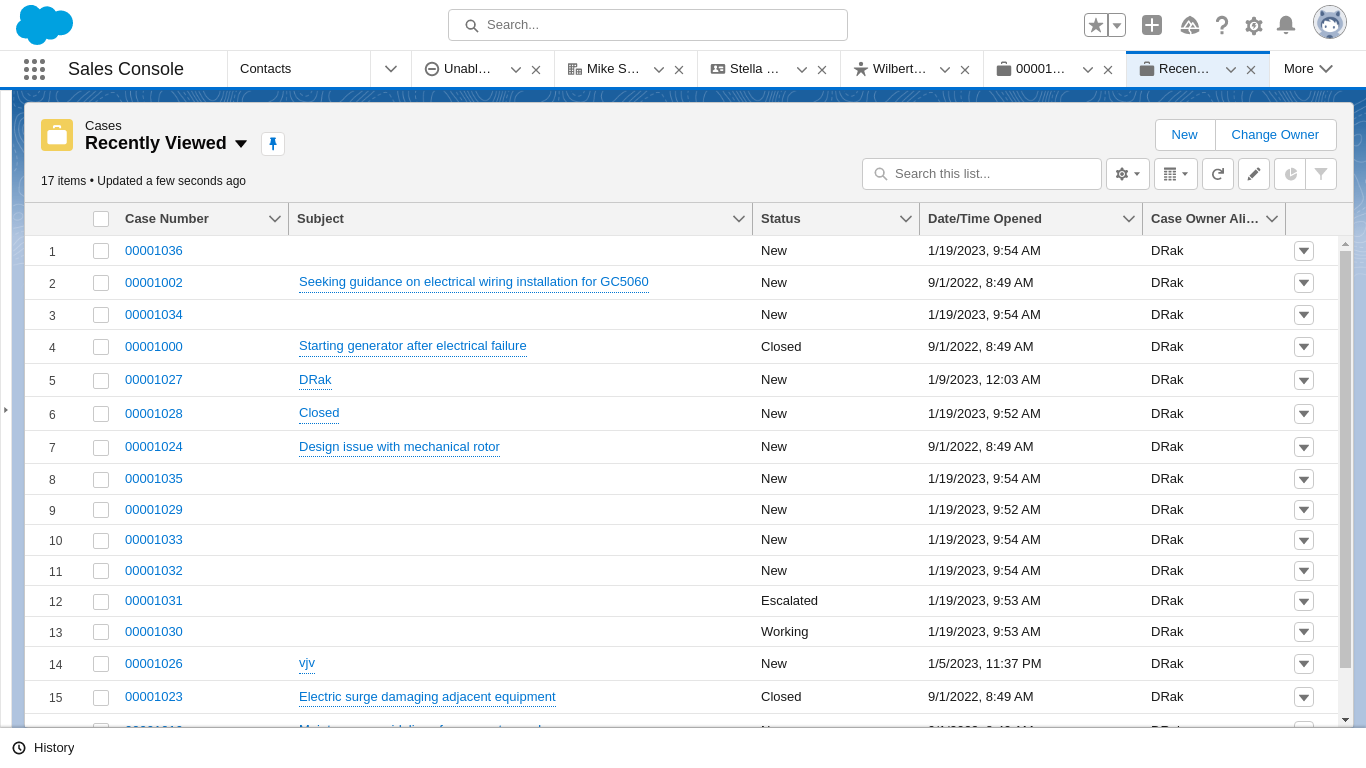 Search...
Sales Console
Contacts
Unabl...
Mike S...
Stella ...
Wilbert...
00001...
Recen...
More
Cases
Recently Viewed
New
Change Owner
17 items • Updated a few seconds ago
Search this list...
Case Number Subject Status Date/Time Opened Case Owner Ali...
1 00001036 New 1/19/2023, 9:54 AM DRak
2 00001002 Seeking guidance on electrical wiring installation for GC5060 New 9/1/2022, 8:49 AM DRak
3 00001034 New 1/19/2023, 9:54 AM DRak
4 00001000 Starting generator after electrical failure Closed 9/1/2022, 8:49 AM DRak
5 00001027 DRak New 1/9/2023, 12:03 AM DRak
6 00001028 Closed New 1/19/2023, 9:52 AM DRak
7 00001024 Design issue with mechanical rotor New 9/1/2022, 8:49 AM DRak
8 00001035 New 1/19/2023, 9:54 AM DRak
9 00001029 New 1/19/2023, 9:52 AM DRak
10 00001033 New 1/19/2023, 9:54 AM DRak
11 00001032 New 1/19/2023, 9:54 AM DRak
12 00001031 Escalated 1/19/2023, 9:53 AM DRak
13 00001030 Working 1/19/2023, 9:53 AM DRak
14 00001026 vjv New 1/5/2023, 11:37 PM DRak
15 00001023 Electric surge damaging adjacent equipment Closed 9/1/2022, 8:49 AM DRak
History